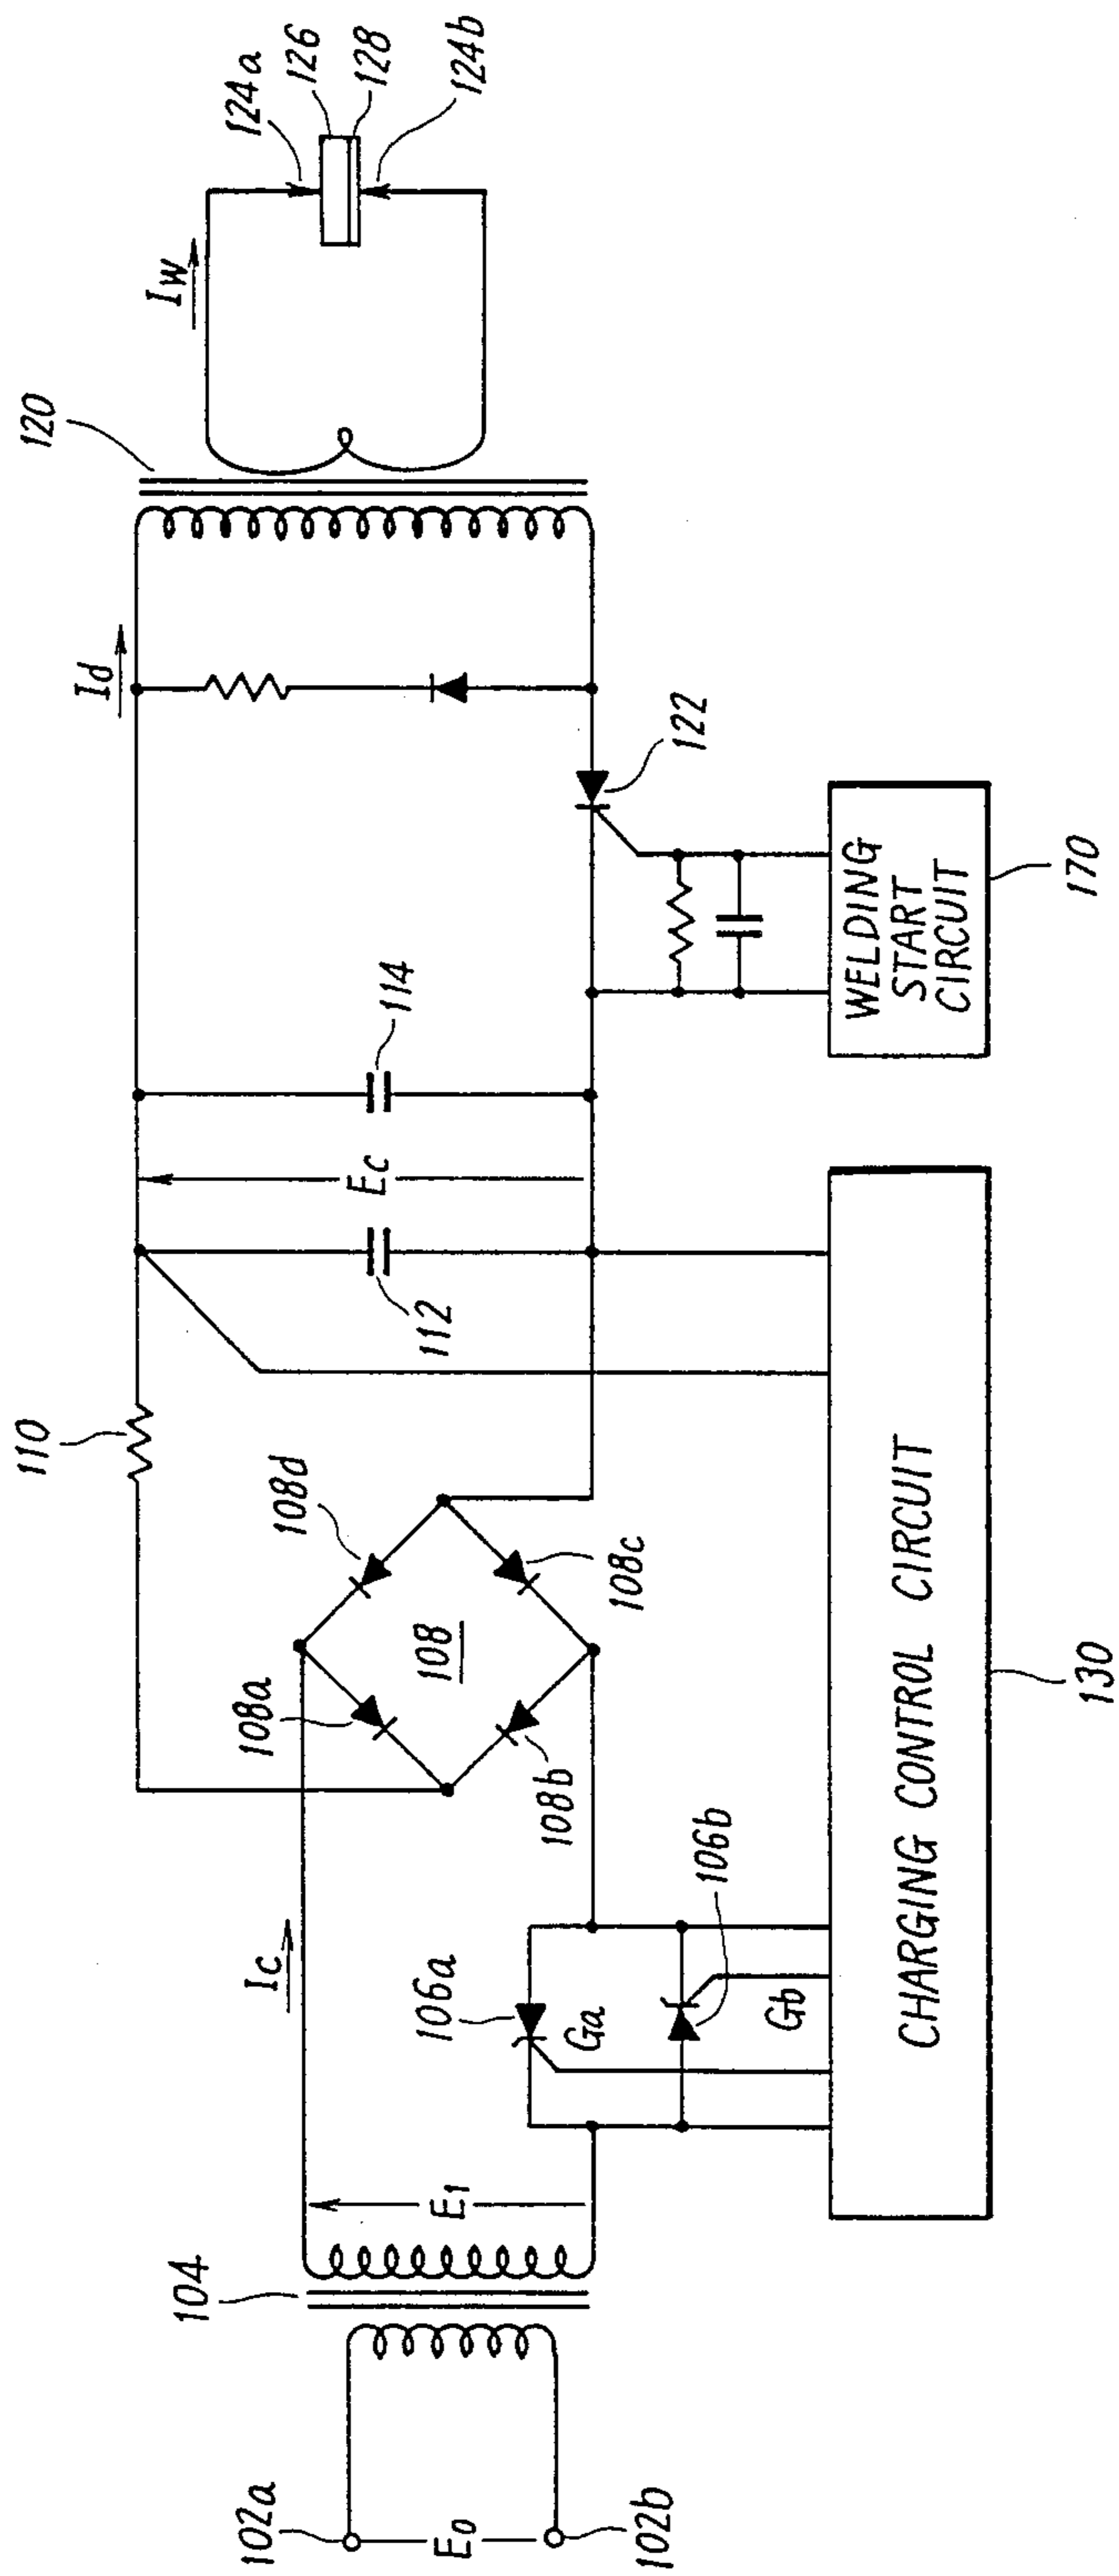 102a
E0
102b
104
E1
Ic
106a
Ga
106b
Gb
108a
108b
108
108d
108c
110
112
Ec
114
Id
122
120
Iw
124a
126
128
124b
CHARGING CONTROL CIRCUIT
130
WELDING
START
CIRCUIT
170